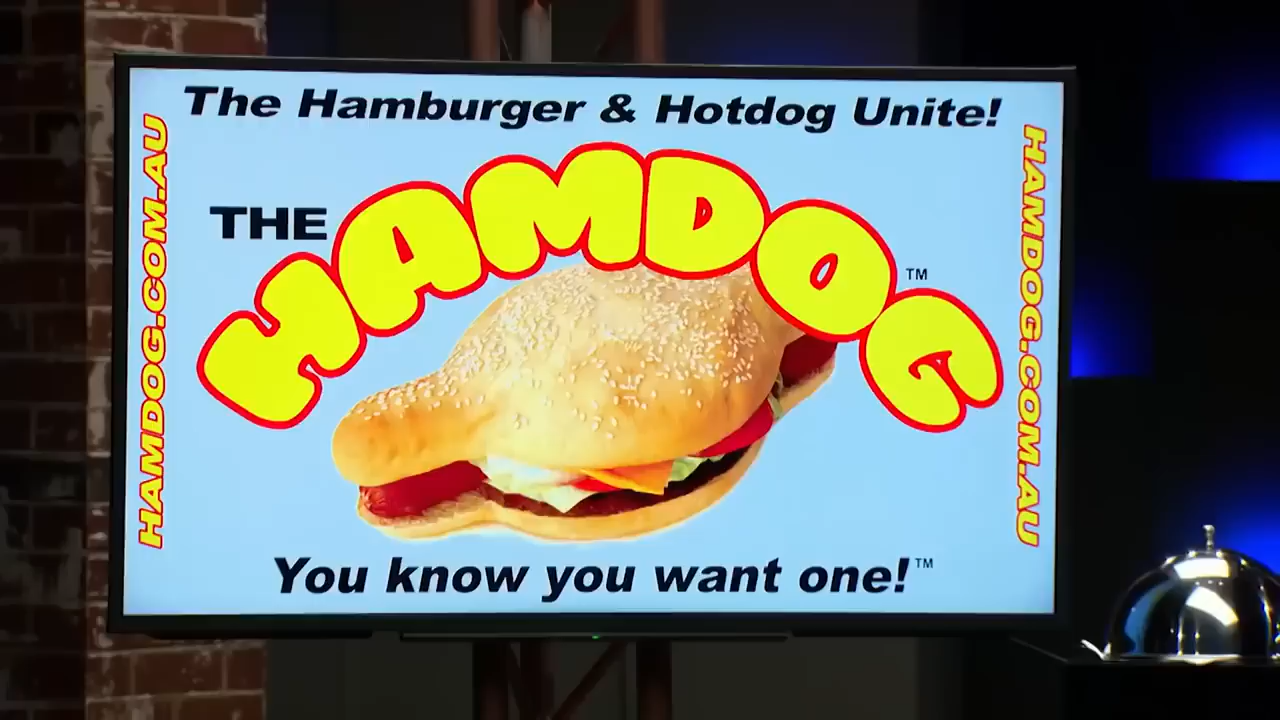 The Hamburger & Hotdog Unite!
THE
HAMDOG™
You know you want one!™
HAMDOG.COM.AU
HAMDOG.COM.AU